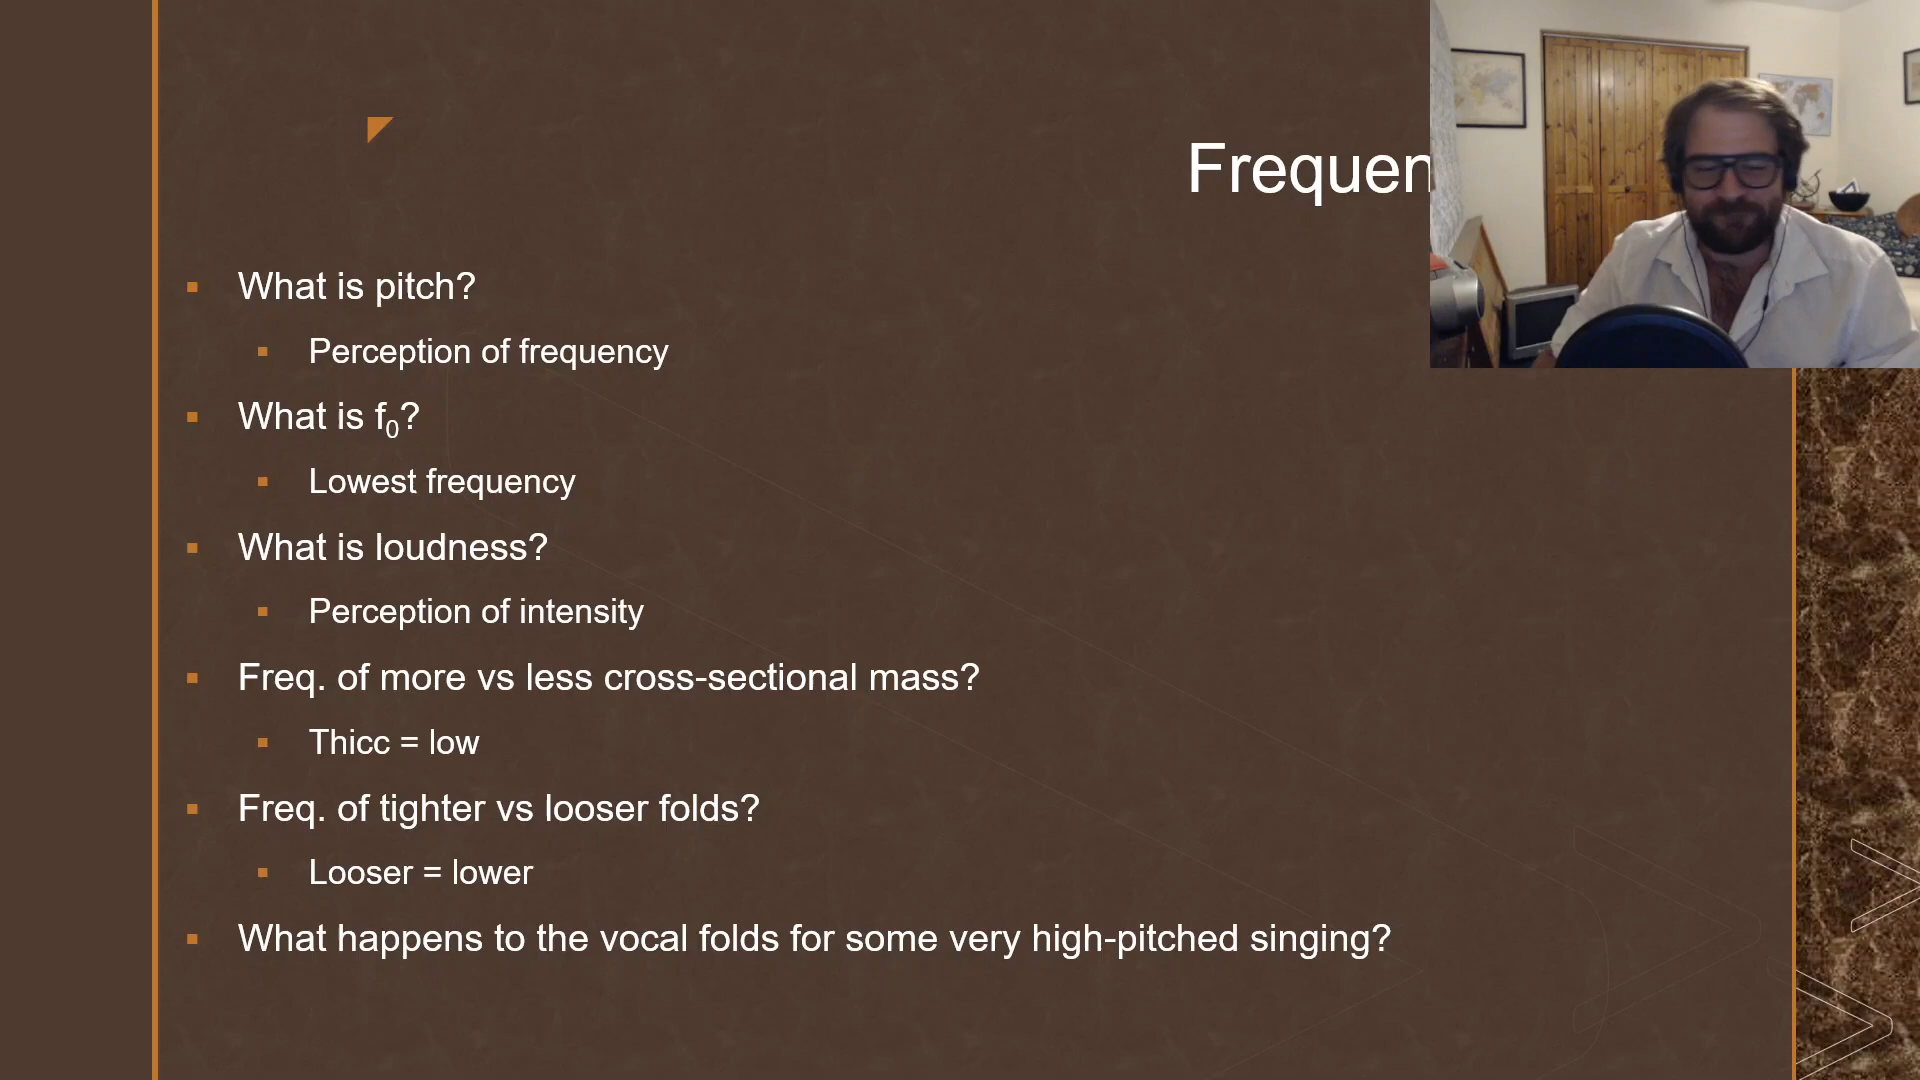 Frequen
What is pitch?
Perception of frequency
What is f₀?
Lowest frequency
What is loudness?
Perception of intensity
Freq. of more vs less cross-sectional mass?
Thicc = low
Freq. of tighter vs looser folds?
Looser = lower
What happens to the vocal folds for some very high-pitched singing?